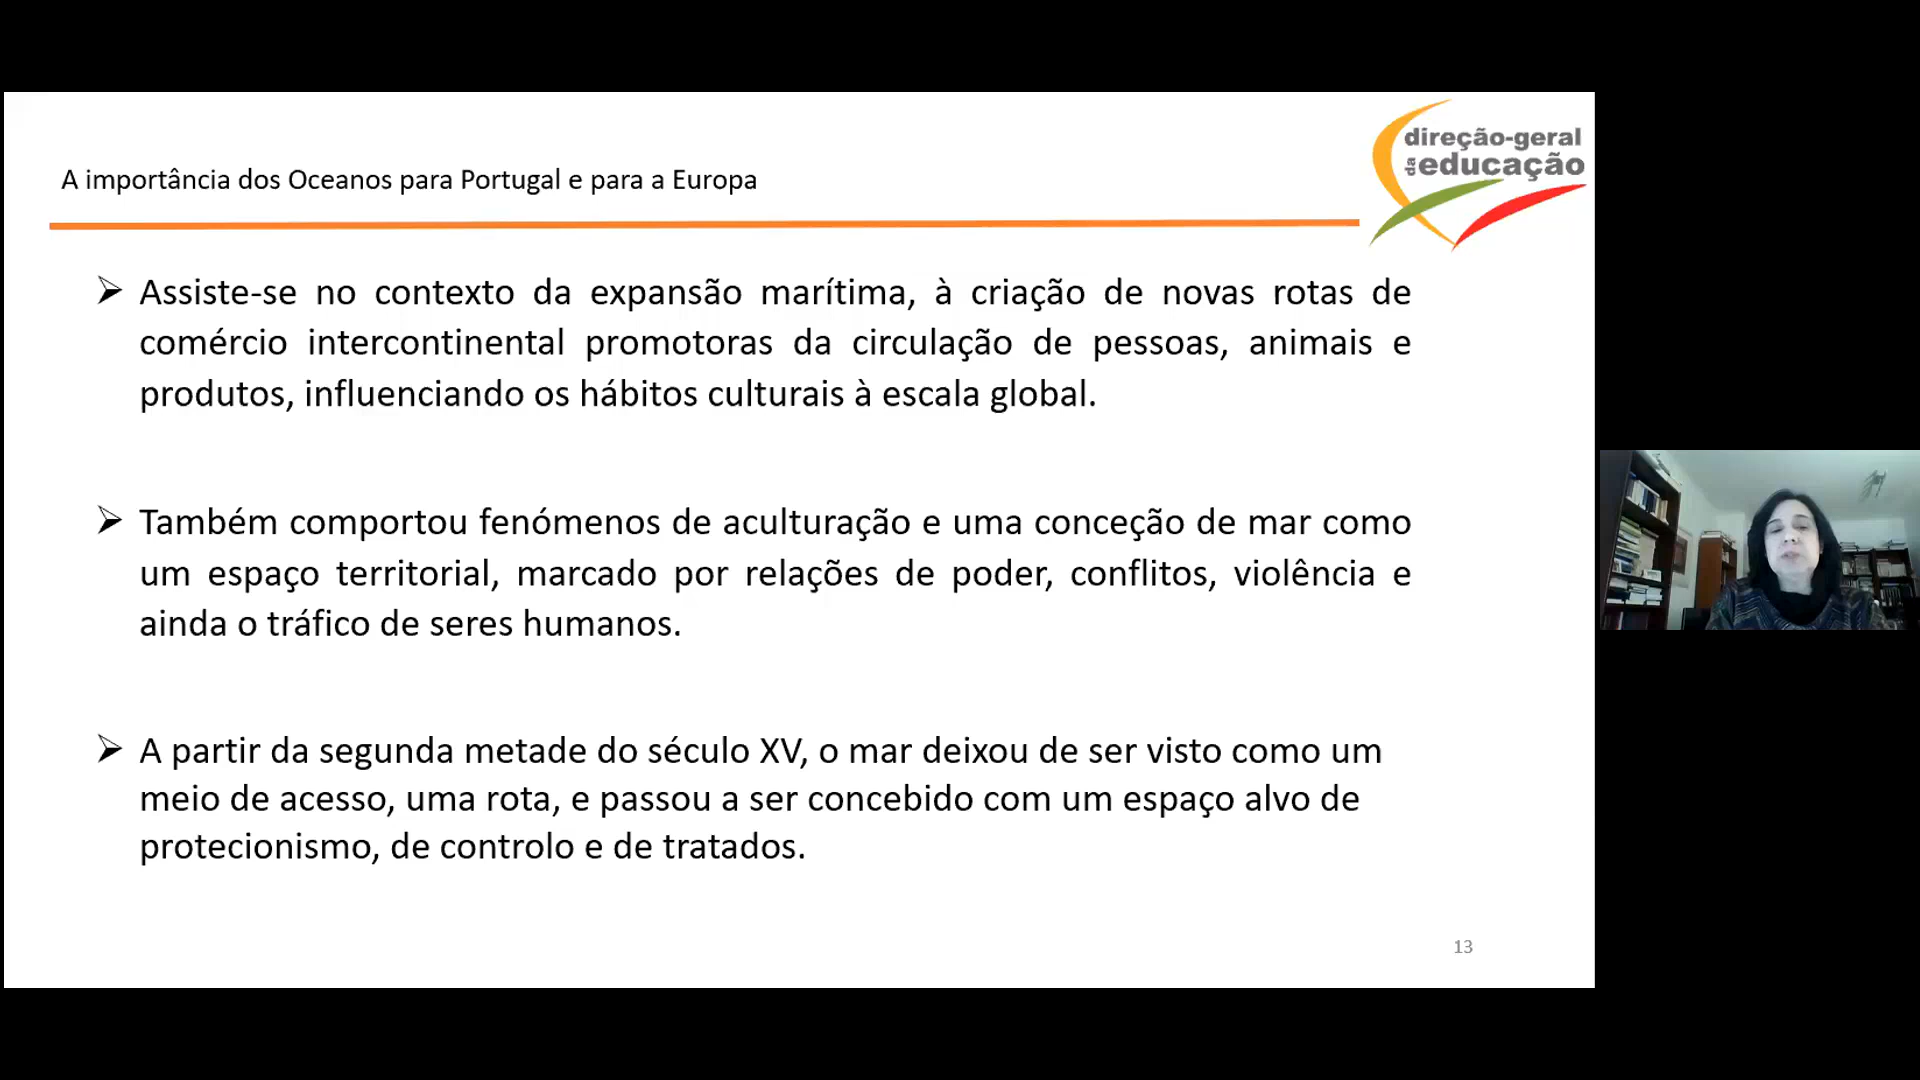 direção-geral
da educação
A importância dos Oceanos para Portugal e para a Europa
Assiste-se no contexto da expansão marítima, à criação de novas rotas de
comércio intercontinental promotoras da circulação de pessoas, animais e
produtos, influenciando os hábitos culturais à escala global.
Também comportou fenómenos de aculturação e uma conceção de mar como
um espaço territorial, marcado por relações de poder, conflitos, violência e
ainda o tráfico de seres humanos.
A partir da segunda metade do século XV, o mar deixou de ser visto como um
meio de acesso, uma rota, e passou a ser concebido com um espaço alvo de
protecionismo, de controlo e de tratados.
13